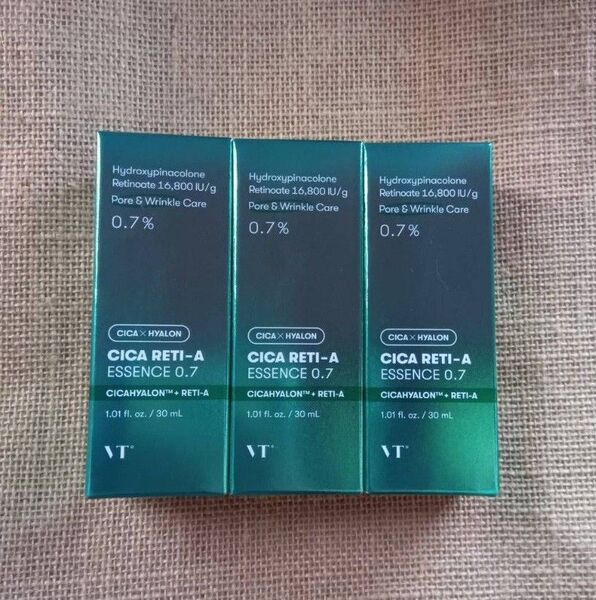 Hydroxypinacolone
Retinoate 16,800 IU/g
Pore & Wrinkle Care
0.7%
CICA × HYALON
CICA RETI-A
ESSENCE 0.7
CICAHYALON™ + RETI-A
1.01 fl. oz. / 30 mL
VT®
Hydroxypinacolone
Retinoate 16,800 IU/g
Pore & Wrinkle Care
0.7%
CICA × HYALON
CICA RETI-A
ESSENCE 0.7
CICAHYALON™ + RETI-A
1.01 fl. oz. / 30 mL
VT®
Hydroxypinacolone
Retinoate 16,800 IU/g
Pore & Wrinkle Care
0.7%
CICA × HYALON
CICA RETI-A
ESSENCE 0.7
CICAHYALON™ + RETI-A
1.01 fl. oz. / 30 mL
VT®